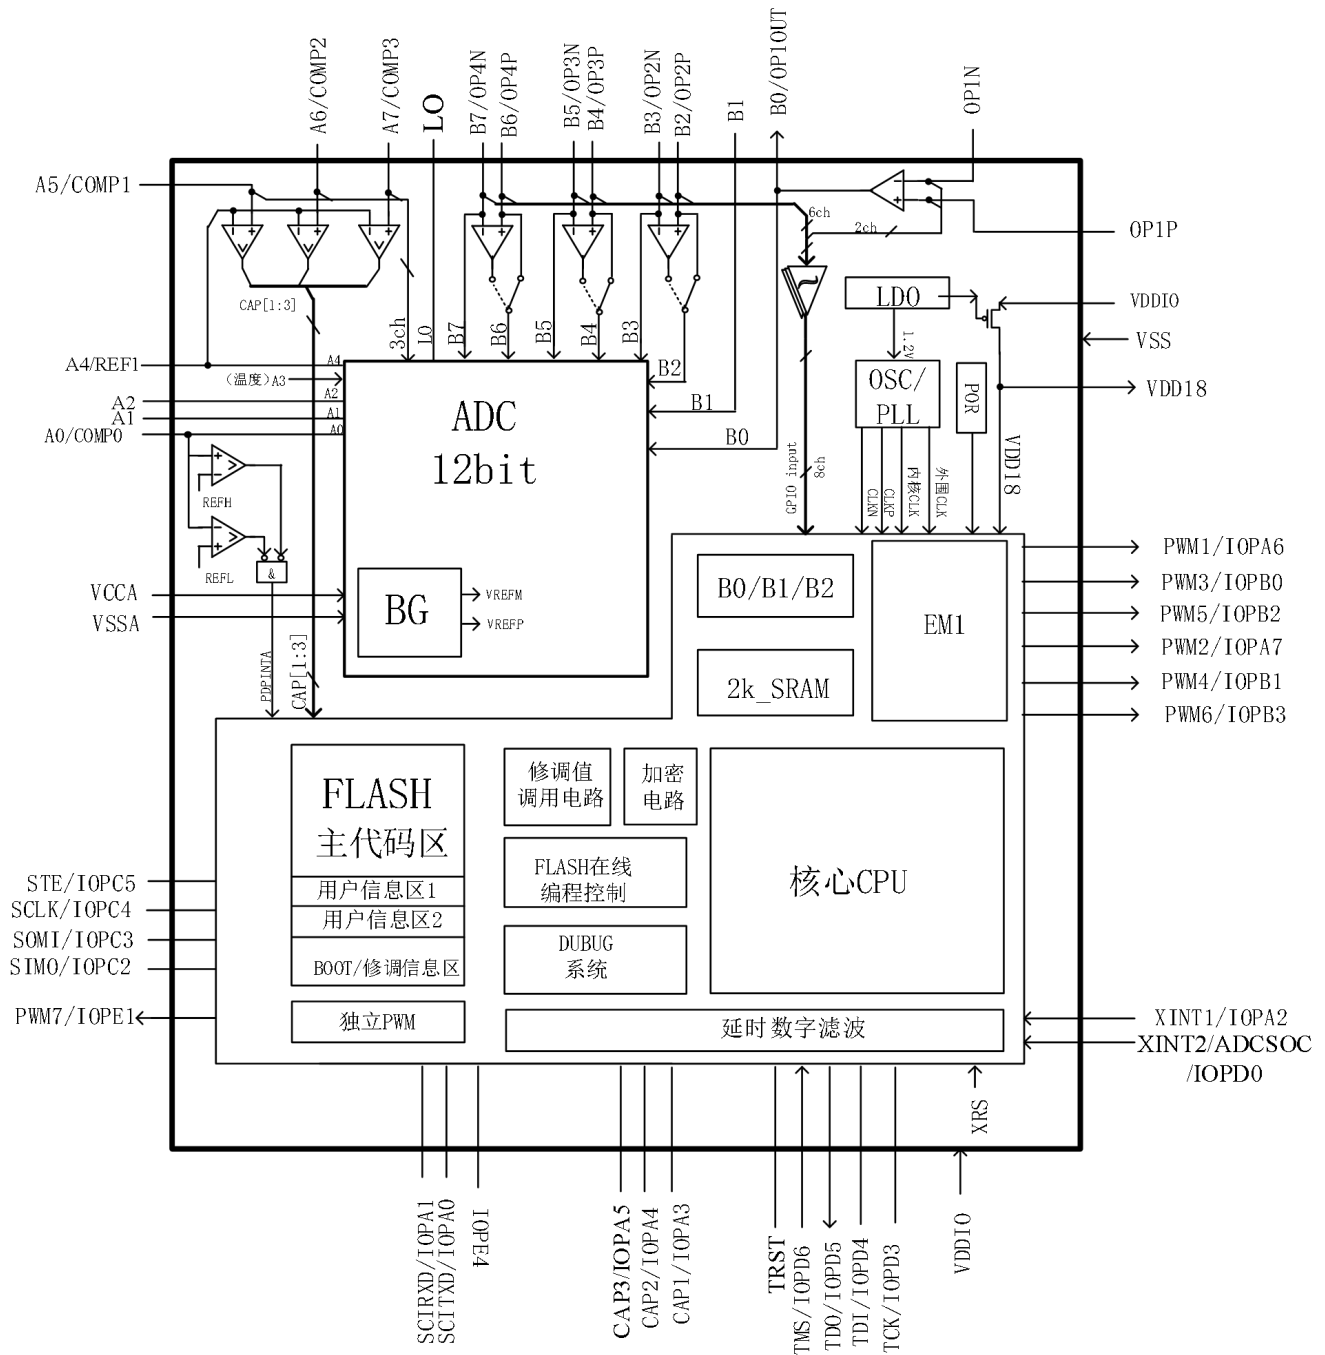 A6/COMP2
A7/COMP3
LO
B7/OP4N
B6/OP4P
B5/OP3N
B4/OP3P
B3/OP2N
B2/OP2P
B1
B0/OP1OUT
OP1N
A5/COMP1
OP1P
6ch
2ch
CAP[1:3]
3ch
LO
B7
B6
B5
B4
B3
B2
B1
B0
LDO
VDDIO
VSS
1.2V
A4/REF1
A4
(温度)A3
A2
A2
A1
A1
A0/COMP0
A0
ADC
12bit
OSC/
PLL
POR
VDD18
VDD18
GPIO input
8ch
CLKN
CLKP
内核CLK
外围CLK
REFH
REFL
&
VCCA
VSSA
BG
VREFM
VREFP
PDPINTA
CAP[1:3]
B0/B1/B2
2k_SRAM
EM1
PWM1/IOPA6
PWM3/IOPB0
PWM5/IOPB2
PWM2/IOPA7
PWM4/IOPB1
PWM6/IOPB3
FLASH
主代码区
用户信息区1
用户信息区2
BOOT/修调信息区
独立PWM
修调值
调用电路
加密
电路
FLASH在线
编程控制
DUBUG
系统
核心CPU
延时数字滤波
STE/IOPC5
SCLK/IOPC4
SOMI/IOPC3
SIMO/IOPC2
PWM7/IOPE1
XINT1/IOPA2
XINT2/ADCSOC
/IOPD0
XRS
SCIRXD/IOPA1
SCITXD/IOPA0
IOPE4
CAP3/IOPA5
CAP2/IOPA4
CAP1/IOPA3
TRST
TMS/IOPD6
TDO/IOPD5
TDI/IOPD4
TCK/IOPD3
VDDIO